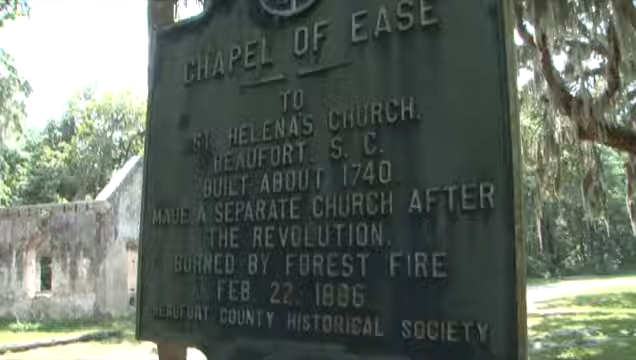 CHAPEL OF EASE
TO
ST. HELENA'S CHURCH.
BEAUFORT, S. C.
BUILT ABOUT 1740.
MADE A SEPARATE CHURCH AFTER
THE REVOLUTION.
BURNED BY FOREST FIRE
FEB. 22, 1886.
BEAUFORT COUNTY HISTORICAL SOCIETY